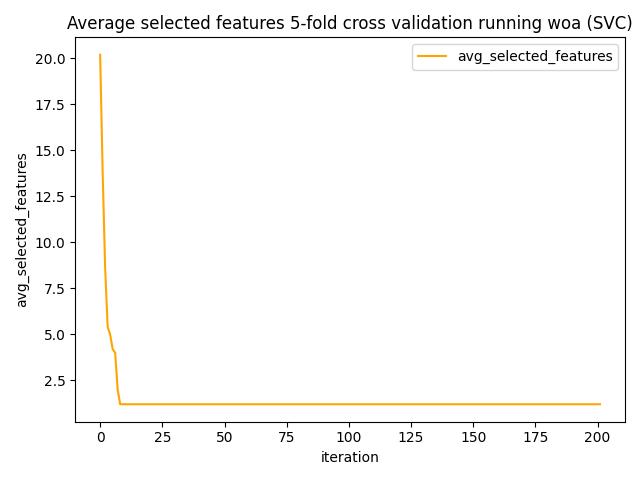 Average selected features 5-fold cross validation running woa (SVC)
avg_selected_features
20.0
17.5
15.0
12.5
10.0
7.5
5.0
2.5
avg_selected_features
0 25 50 75 100 125 150 175 200
iteration